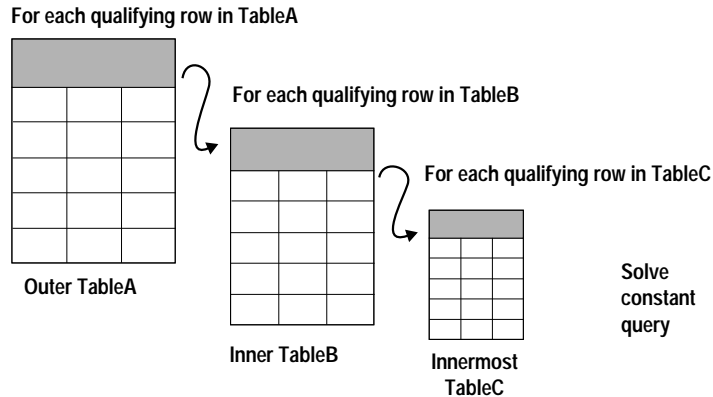 For each qualifying row in TableA
For each qualifying row in TableB
For each qualifying row in TableC
Outer TableA
Inner TableB
Innermost
TableC
Solve
constant
query